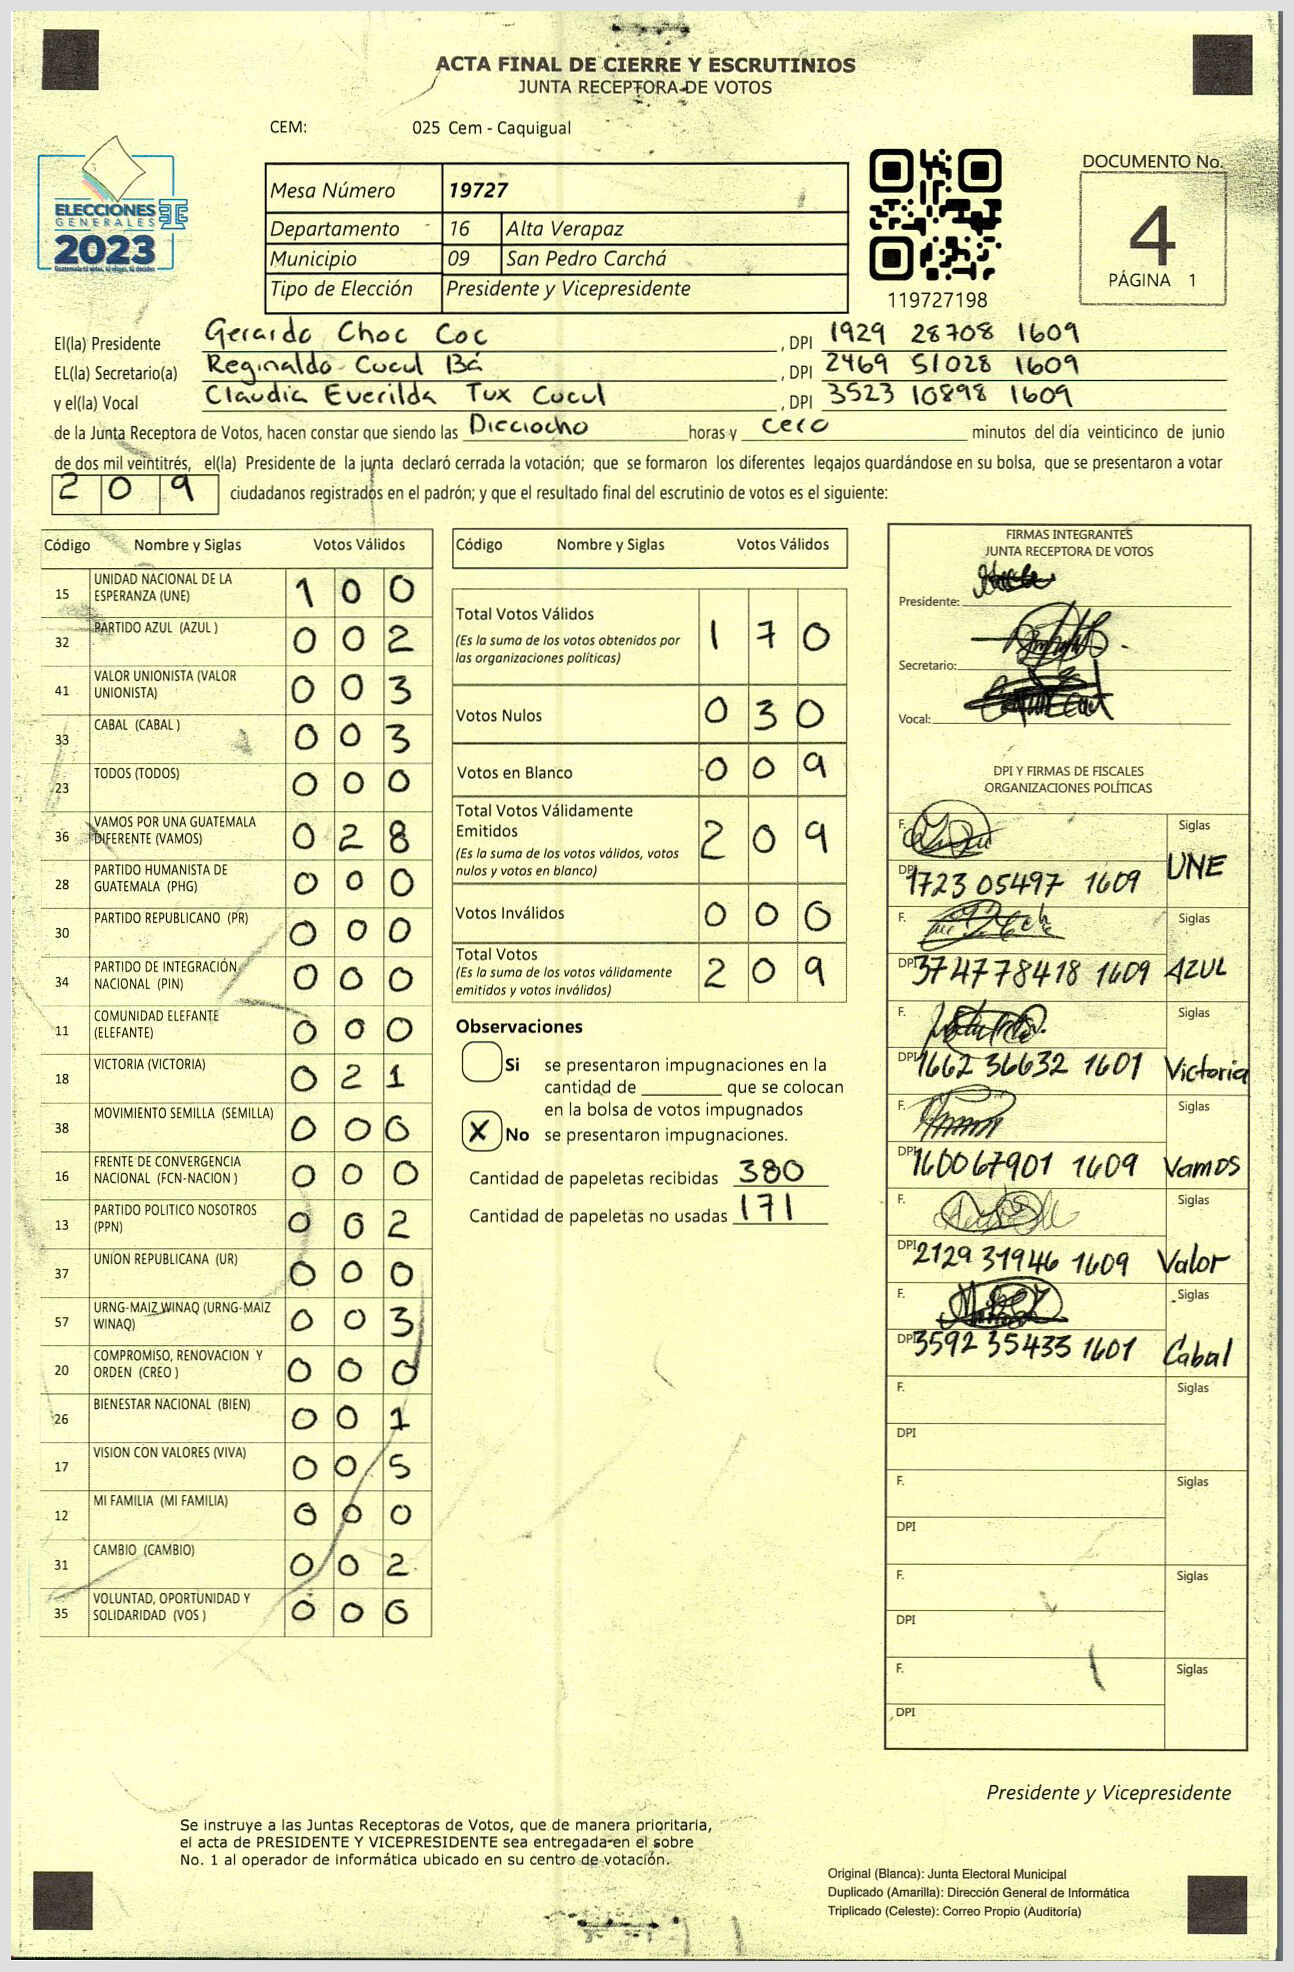 ACTA FINAL DE CIERRE Y ESCRUTINIOS
JUNTA RECEPTORA DE VOTOS
CEM: 025 Cem - Caquigual
ELECCIONES
GENERALES
2023
Mesa Número 19727
Departamento 16 Alta Verapaz
Municipio 09 San Pedro Carchá
Tipo de Elección Presidente y Vicepresidente
119727198
DOCUMENTO No.
4
PÁGINA 1
El(la) Presidente Gerardo Choc Coc , DPI 1929 28708 1609
EL(la) Secretario(a) Reginaldo Cucul Bá , DPI 2469 51028 1609
y el(la) Vocal Claudia Everilda Tux Cucul , DPI 3523 10898 1609
de la Junta Receptora de Votos, hacen constar que siendo las Dieciocho horas y cero minutos del día veinticinco de junio
de dos mil veintitrés, el(la) Presidente de la junta declaró cerrada la votación; que se formaron los diferentes legajos guardándose en su bolsa, que se presentaron a votar
209 ciudadanos registrados en el padrón; y que el resultado final del escrutinio de votos es el siguiente:
Código Nombre y Siglas Votos Válidos
15 UNIDAD NACIONAL DE LA ESPERANZA (UNE) 1 0 0
32 PARTIDO AZUL (AZUL ) 0 0 2
41 VALOR UNIONISTA (VALOR UNIONISTA) 0 0 3
33 CABAL (CABAL ) 0 0 3
23 TODOS (TODOS) 0 0 0
36 VAMOS POR UNA GUATEMALA DIFERENTE (VAMOS) 0 2 8
28 PARTIDO HUMANISTA DE GUATEMALA (PHG) 0 0 0
30 PARTIDO REPUBLICANO (PR) 0 0 0
34 PARTIDO DE INTEGRACIÓN NACIONAL (PIN) 0 0 0
11 COMUNIDAD ELEFANTE (ELEFANTE) 0 0 0
18 VICTORIA (VICTORIA) 0 2 1
38 MOVIMIENTO SEMILLA (SEMILLA) 0 0 0
16 FRENTE DE CONVERGENCIA NACIONAL (FCN-NACION ) 0 0 0
13 PARTIDO POLITICO NOSOTROS (PPN) 0 0 2
37 UNION REPUBLICANA (UR) 0 0 0
57 URNG-MAIZ WINAQ (URNG-MAIZ WINAQ) 0 0 3
20 COMPROMISO, RENOVACION Y ORDEN (CREO ) 0 0 0
26 BIENESTAR NACIONAL (BIEN) 0 0 1
17 VISION CON VALORES (VIVA) 0 0 5
12 MI FAMILIA (MI FAMILIA) 0 0 0
31 CAMBIO (CAMBIO) 0 0 2
35 VOLUNTAD, OPORTUNIDAD Y SOLIDARIDAD (VOS ) 0 0 0
Código Nombre y Siglas Votos Válidos
Total Votos Válidos 1 7 0
(Es la suma de los votos obtenidos por
las organizaciones políticas)
Votos Nulos 0 3 0
Votos en Blanco 0 0 9
Total Votos Válidamente
Emitidos 2 0 9
(Es la suma de los votos válidos, votos
nulos y votos en blanco)
Votos Inválidos 0 0 0
Total Votos 2 0 9
(Es la suma de los votos válidamente
emitidos y votos inválidos)
Observaciones
Si se presentaron impugnaciones en la
cantidad de ________ que se colocan
en la bolsa de votos impugnados
X No se presentaron impugnaciones.
Cantidad de papeletas recibidas 380
Cantidad de papeletas no usadas 171
FIRMAS INTEGRANTES
JUNTA RECEPTORA DE VOTOS
Presidente:
Secretario:
Vocal:
DPI Y FIRMAS DE FISCALES
ORGANIZACIONES POLÍTICAS
F. Siglas
DPI 1723 05497 1609 UNE
F. Siglas
DPI 3747 78418 1609 AZUL
F. Siglas
DPI 1662 36632 1601 Victoria
F. Siglas
DPI 1600 67901 1609 Vamos
F. Siglas
DPI 2129 31946 1609 Valor
F. Siglas
DPI 3592 35433 1601 Cabal
F. Siglas
DPI
F. Siglas
DPI
F. Siglas
DPI
F. Siglas
DPI
Presidente y Vicepresidente
Se instruye a las Juntas Receptoras de Votos, que de manera prioritaria,
el acta de PRESIDENTE Y VICEPRESIDENTE sea entregada en el sobre
No. 1 al operador de informática ubicado en su centro de votación.
Original (Blanca): Junta Electoral Municipal
Duplicado (Amarilla): Dirección General de Informática
Triplicado (Celeste): Correo Propio (Auditoría)